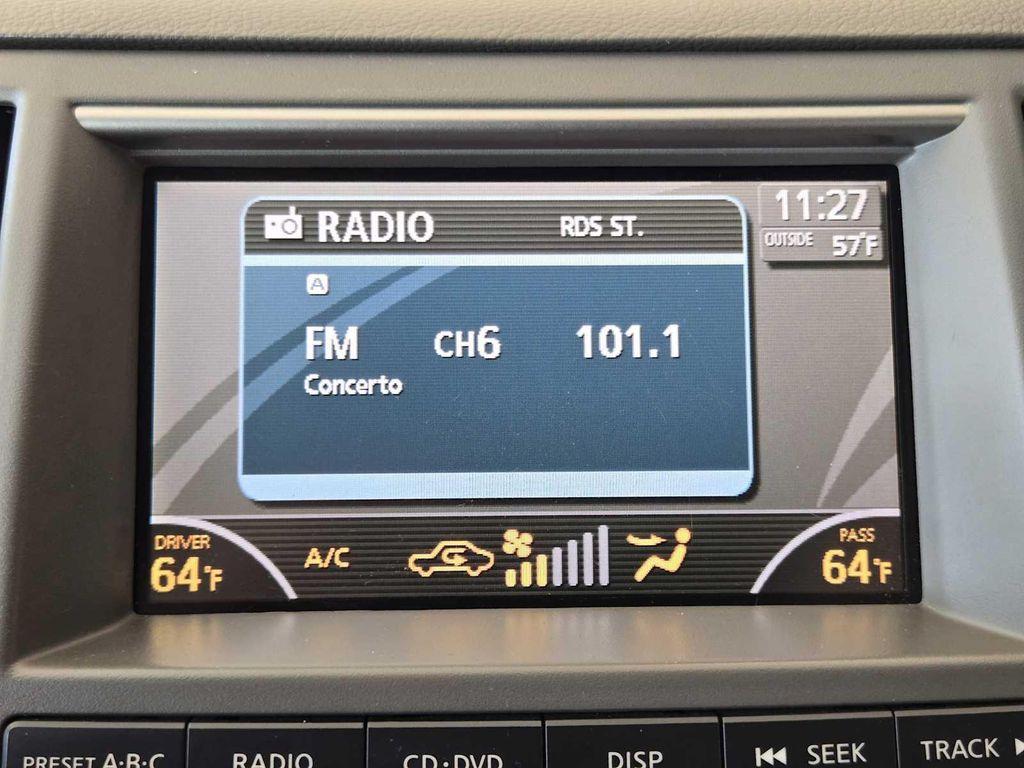 RADIO RDS ST.
11:27
OUTSIDE 57°F
A
FM CH6 101.1
Concerto
DRIVER
64°F
A/C
PASS
64°F
PRESET A·B·C RADIO CD·DVD DISP SEEK TRACK